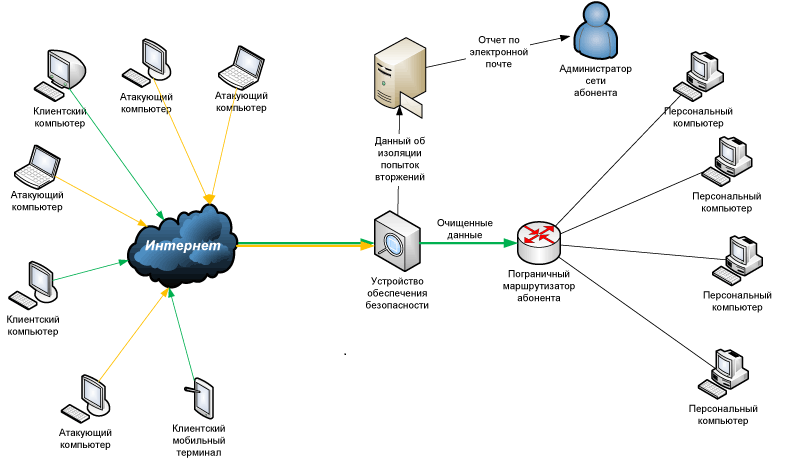 Отчет по
электронной
почте
Администратор
сети
абонента
Клиентский
компьютер
Атакующий
компьютер
Атакующий
компьютер
Персональный
компьютер
Данный об
изоляции
попыток
вторжений
Атакующий
компьютер
Персональный
компьютер
Интернет
Очищенные
данные
Устройство
обеспечения
безопасности
Пограничный
маршрутизатор
абонента
Персональный
компьютер
Клиентский
компьютер
Персональный
компьютер
Атакующий
компьютер
Клиентский
мобильный
терминал